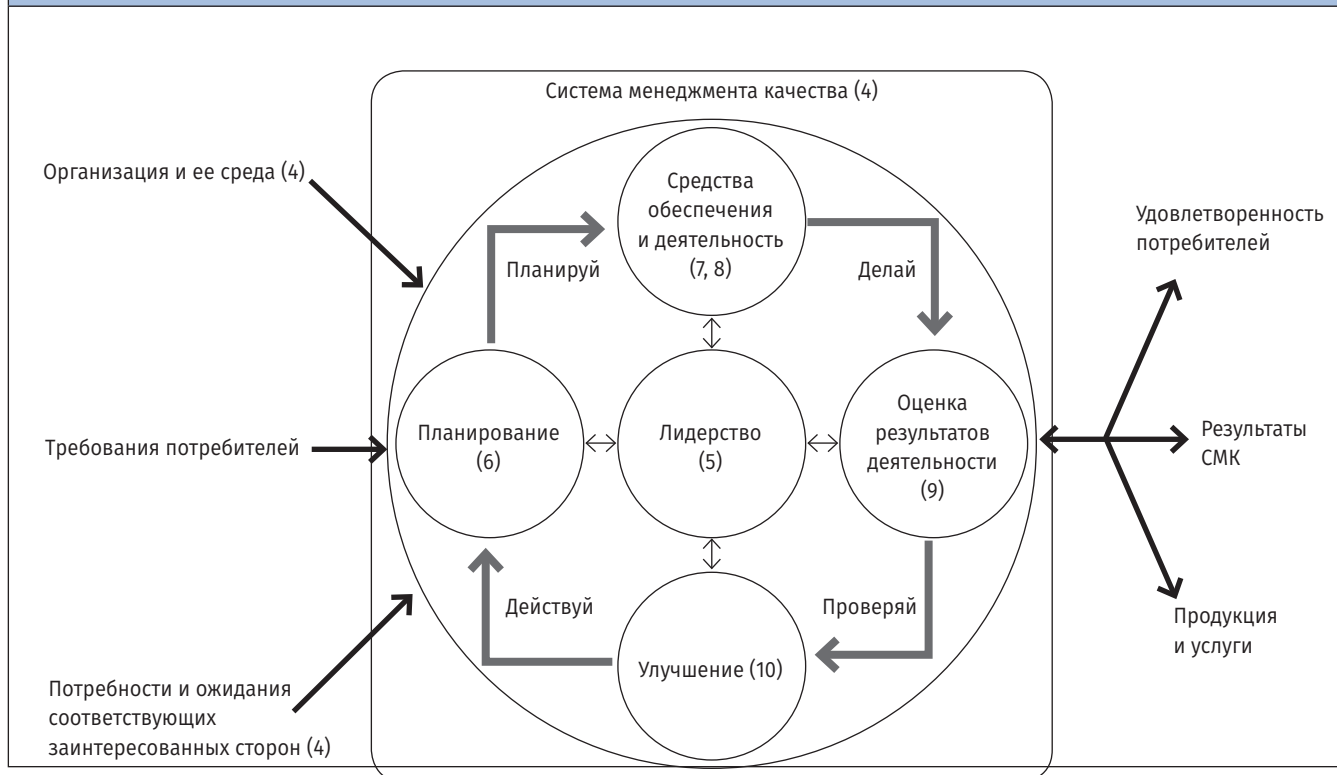 Система менеджмента качества (4)
Организация и ее среда (4)
Средства
обеспечения
и деятельность
(7, 8)
Удовлетворенность
потребителей
Планируй
Делай
Требования потребителей
Планирование
(6)
Лидерство
(5)
Оценка
результатов
деятельности
(9)
Результаты
СМК
Действуй
Проверяй
Улучшение (10)
Продукция
и услуги
Потребности и ожидания
соответствующих
заинтересованных сторон (4)